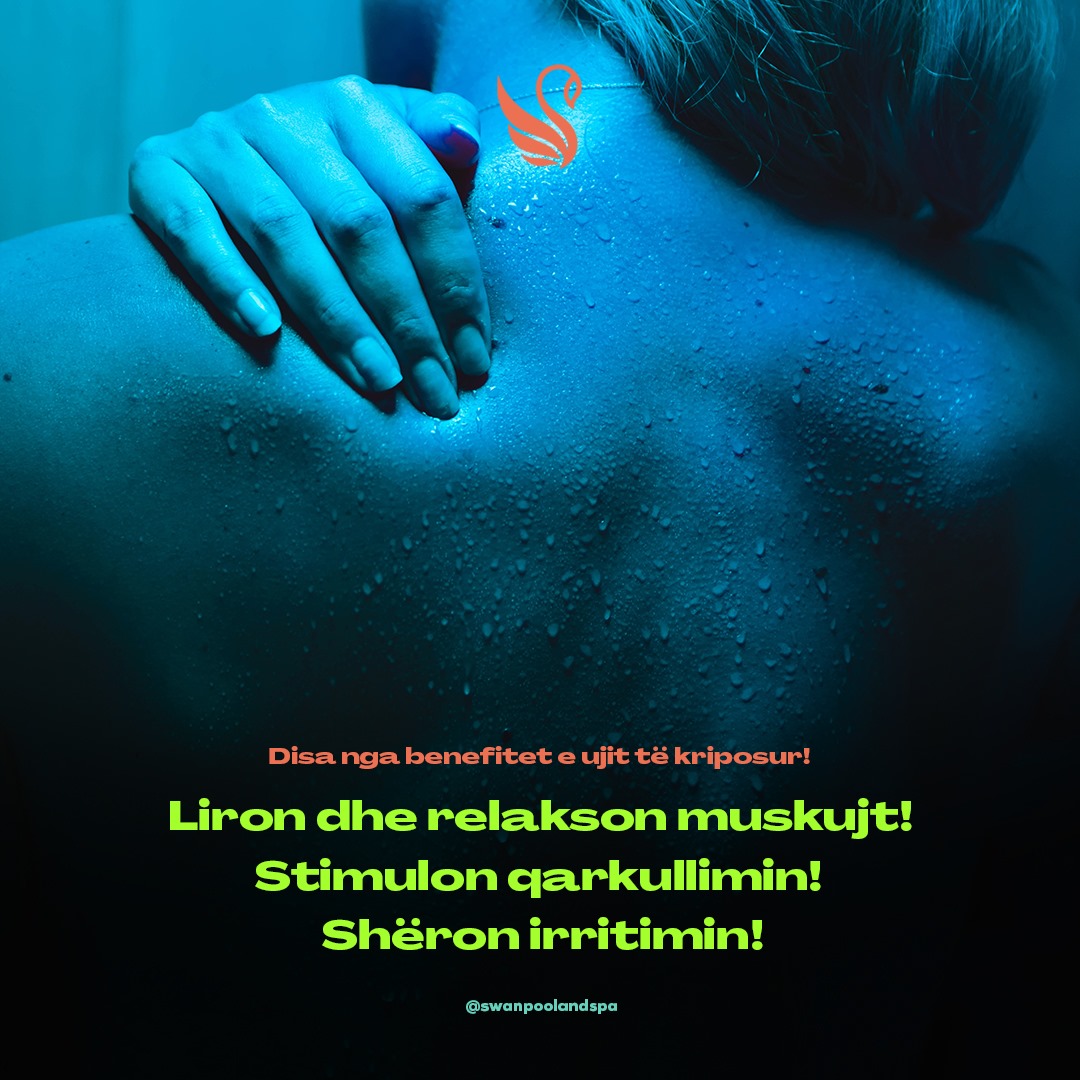 Disa nga benefitet e ujit të kriposur!
Liron dhe relakson muskujt!
Stimulon qarkullimin!
Shëron irritimin!
@swanpoolandspa